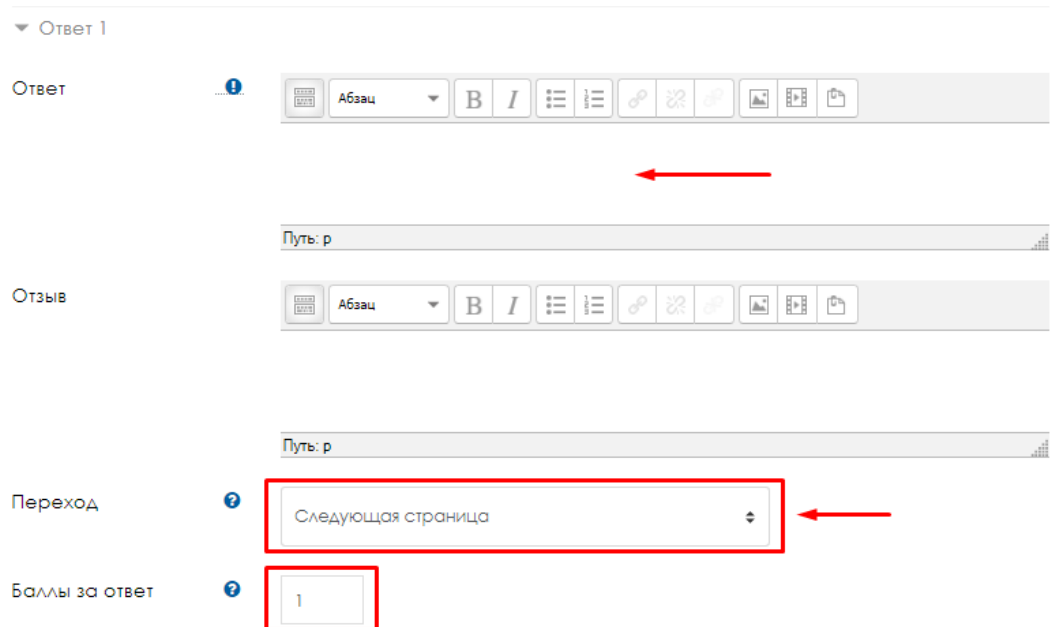 Ответ 1
Ответ
Абзац B I
Путь: p
Отзыв
Абзац B I
Путь: p
Переход
Следующая страница
Баллы за ответ
1